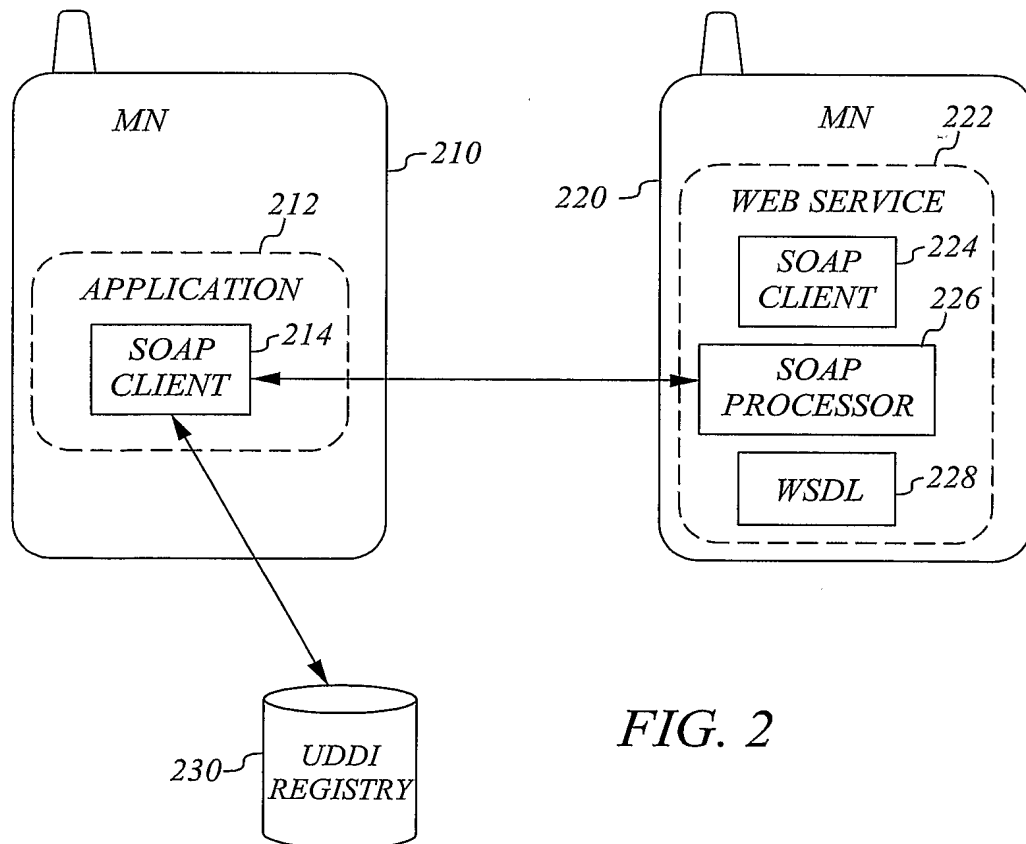 MN
210
212
APPLICATION
214
SOAP
CLIENT
MN
222
220
WEB SERVICE
SOAP
CLIENT
224
226
SOAP
PROCESSOR
WSDL
228
230
UDDI
REGISTRY
FIG. 2